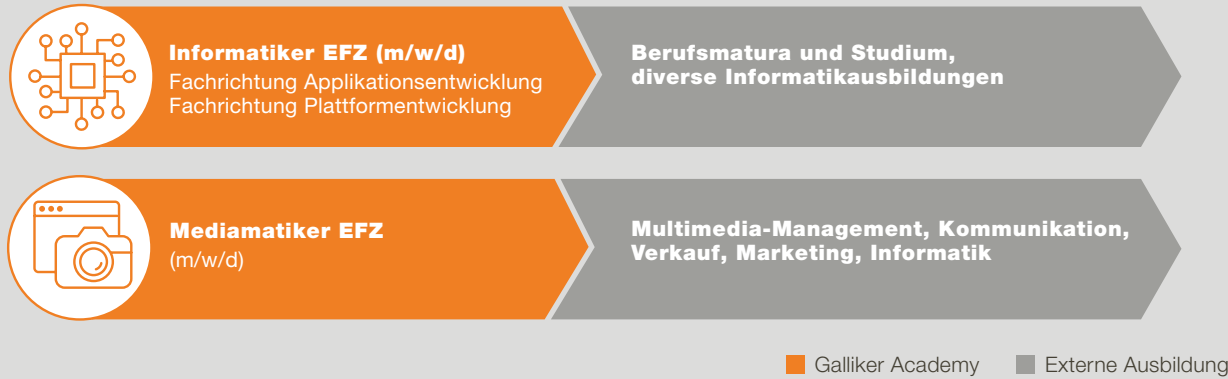 Informatiker EFZ (m/w/d)
Fachrichtung Applikationsentwicklung
Fachrichtung Plattformentwicklung
Berufsmatura und Studium,
diverse Informatikausbildungen
Mediamatiker EFZ
(m/w/d)
Multimedia-Management, Kommunikation,
Verkauf, Marketing, Informatik
Galliker Academy
Externe Ausbildung